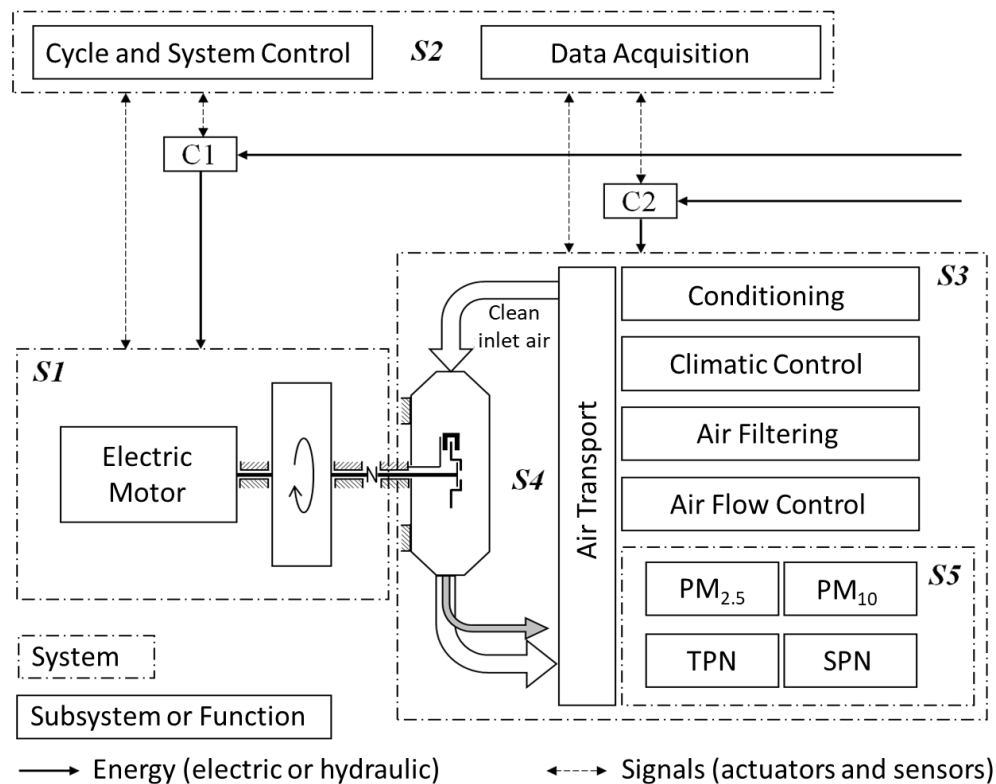 Cycle and System Control
S2
Data Acquisition
C1
C2
S3
Conditioning
Clean
inlet air
Climatic Control
S1
Air Filtering
Electric
Motor
S4
Air Transport
Air Flow Control
S5
PM2.5
PM10
TPN
SPN
System
Subsystem or Function
Energy (electric or hydraulic)
Signals (actuators and sensors)